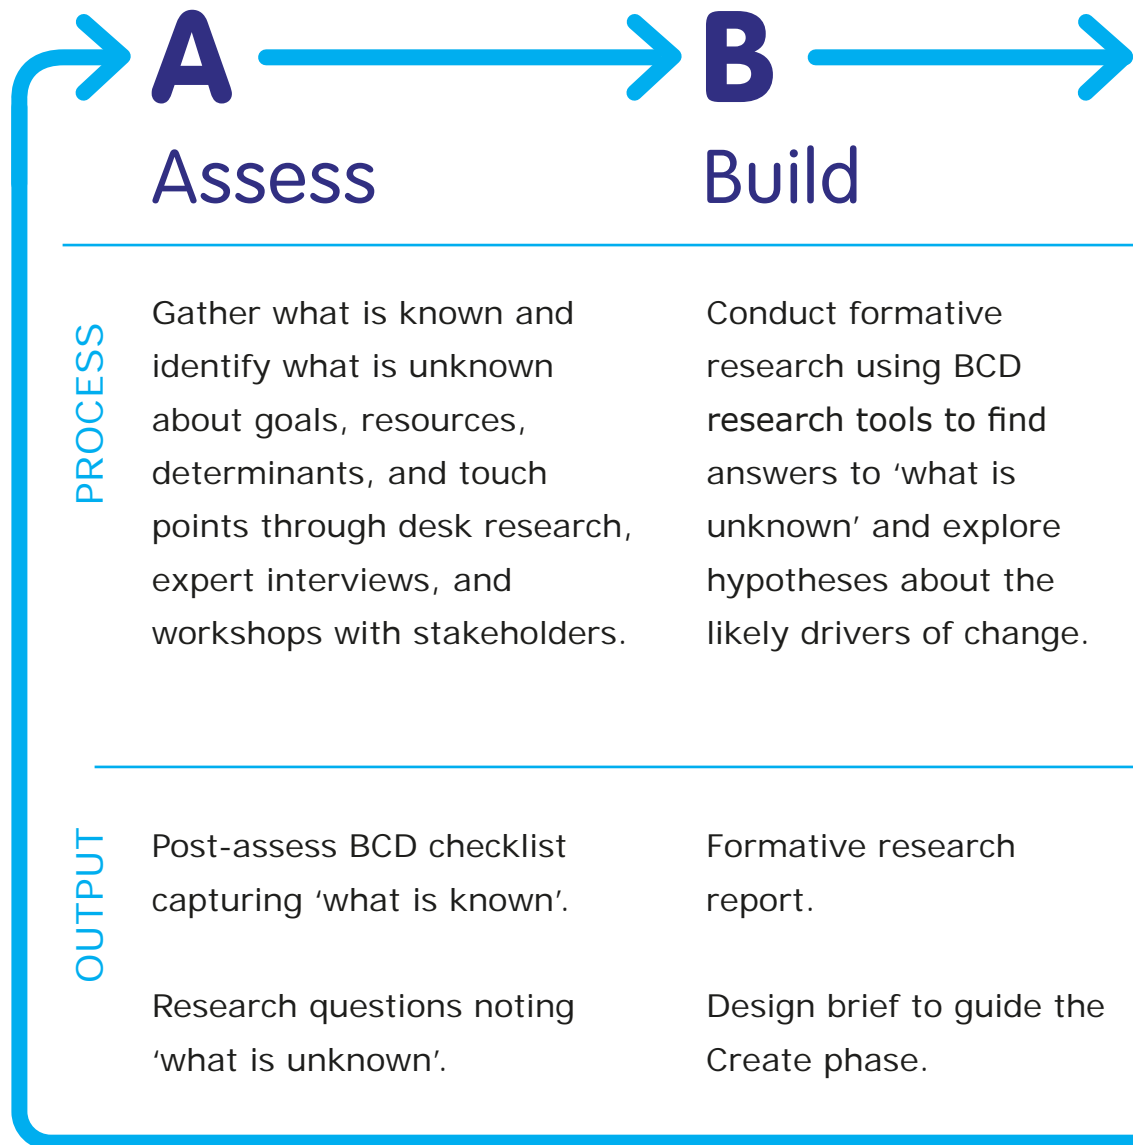 A
B
Assess
Build
PROCESS
Gather what is known and
identify what is unknown
about goals, resources,
determinants, and touch
points through desk research,
expert interviews, and
workshops with stakeholders.
Conduct formative
research using BCD
research tools to find
answers to ‘what is
unknown’ and explore
hypotheses about the
likely drivers of change.
OUTPUT
Post-assess BCD checklist
capturing ‘what is known’.
Research questions noting
‘what is unknown’.
Formative research
report.
Design brief to guide the
Create phase.